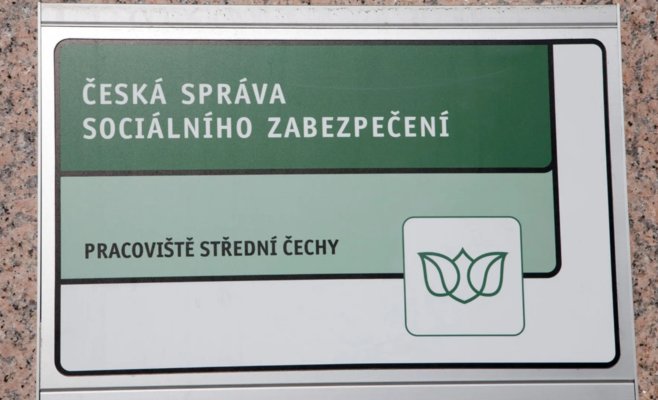 ČESKÁ SPRÁVA
SOCIÁLNÍHO ZABEZPEČENÍ
PRACOVIŠTĚ STŘEDNÍ ČECHY